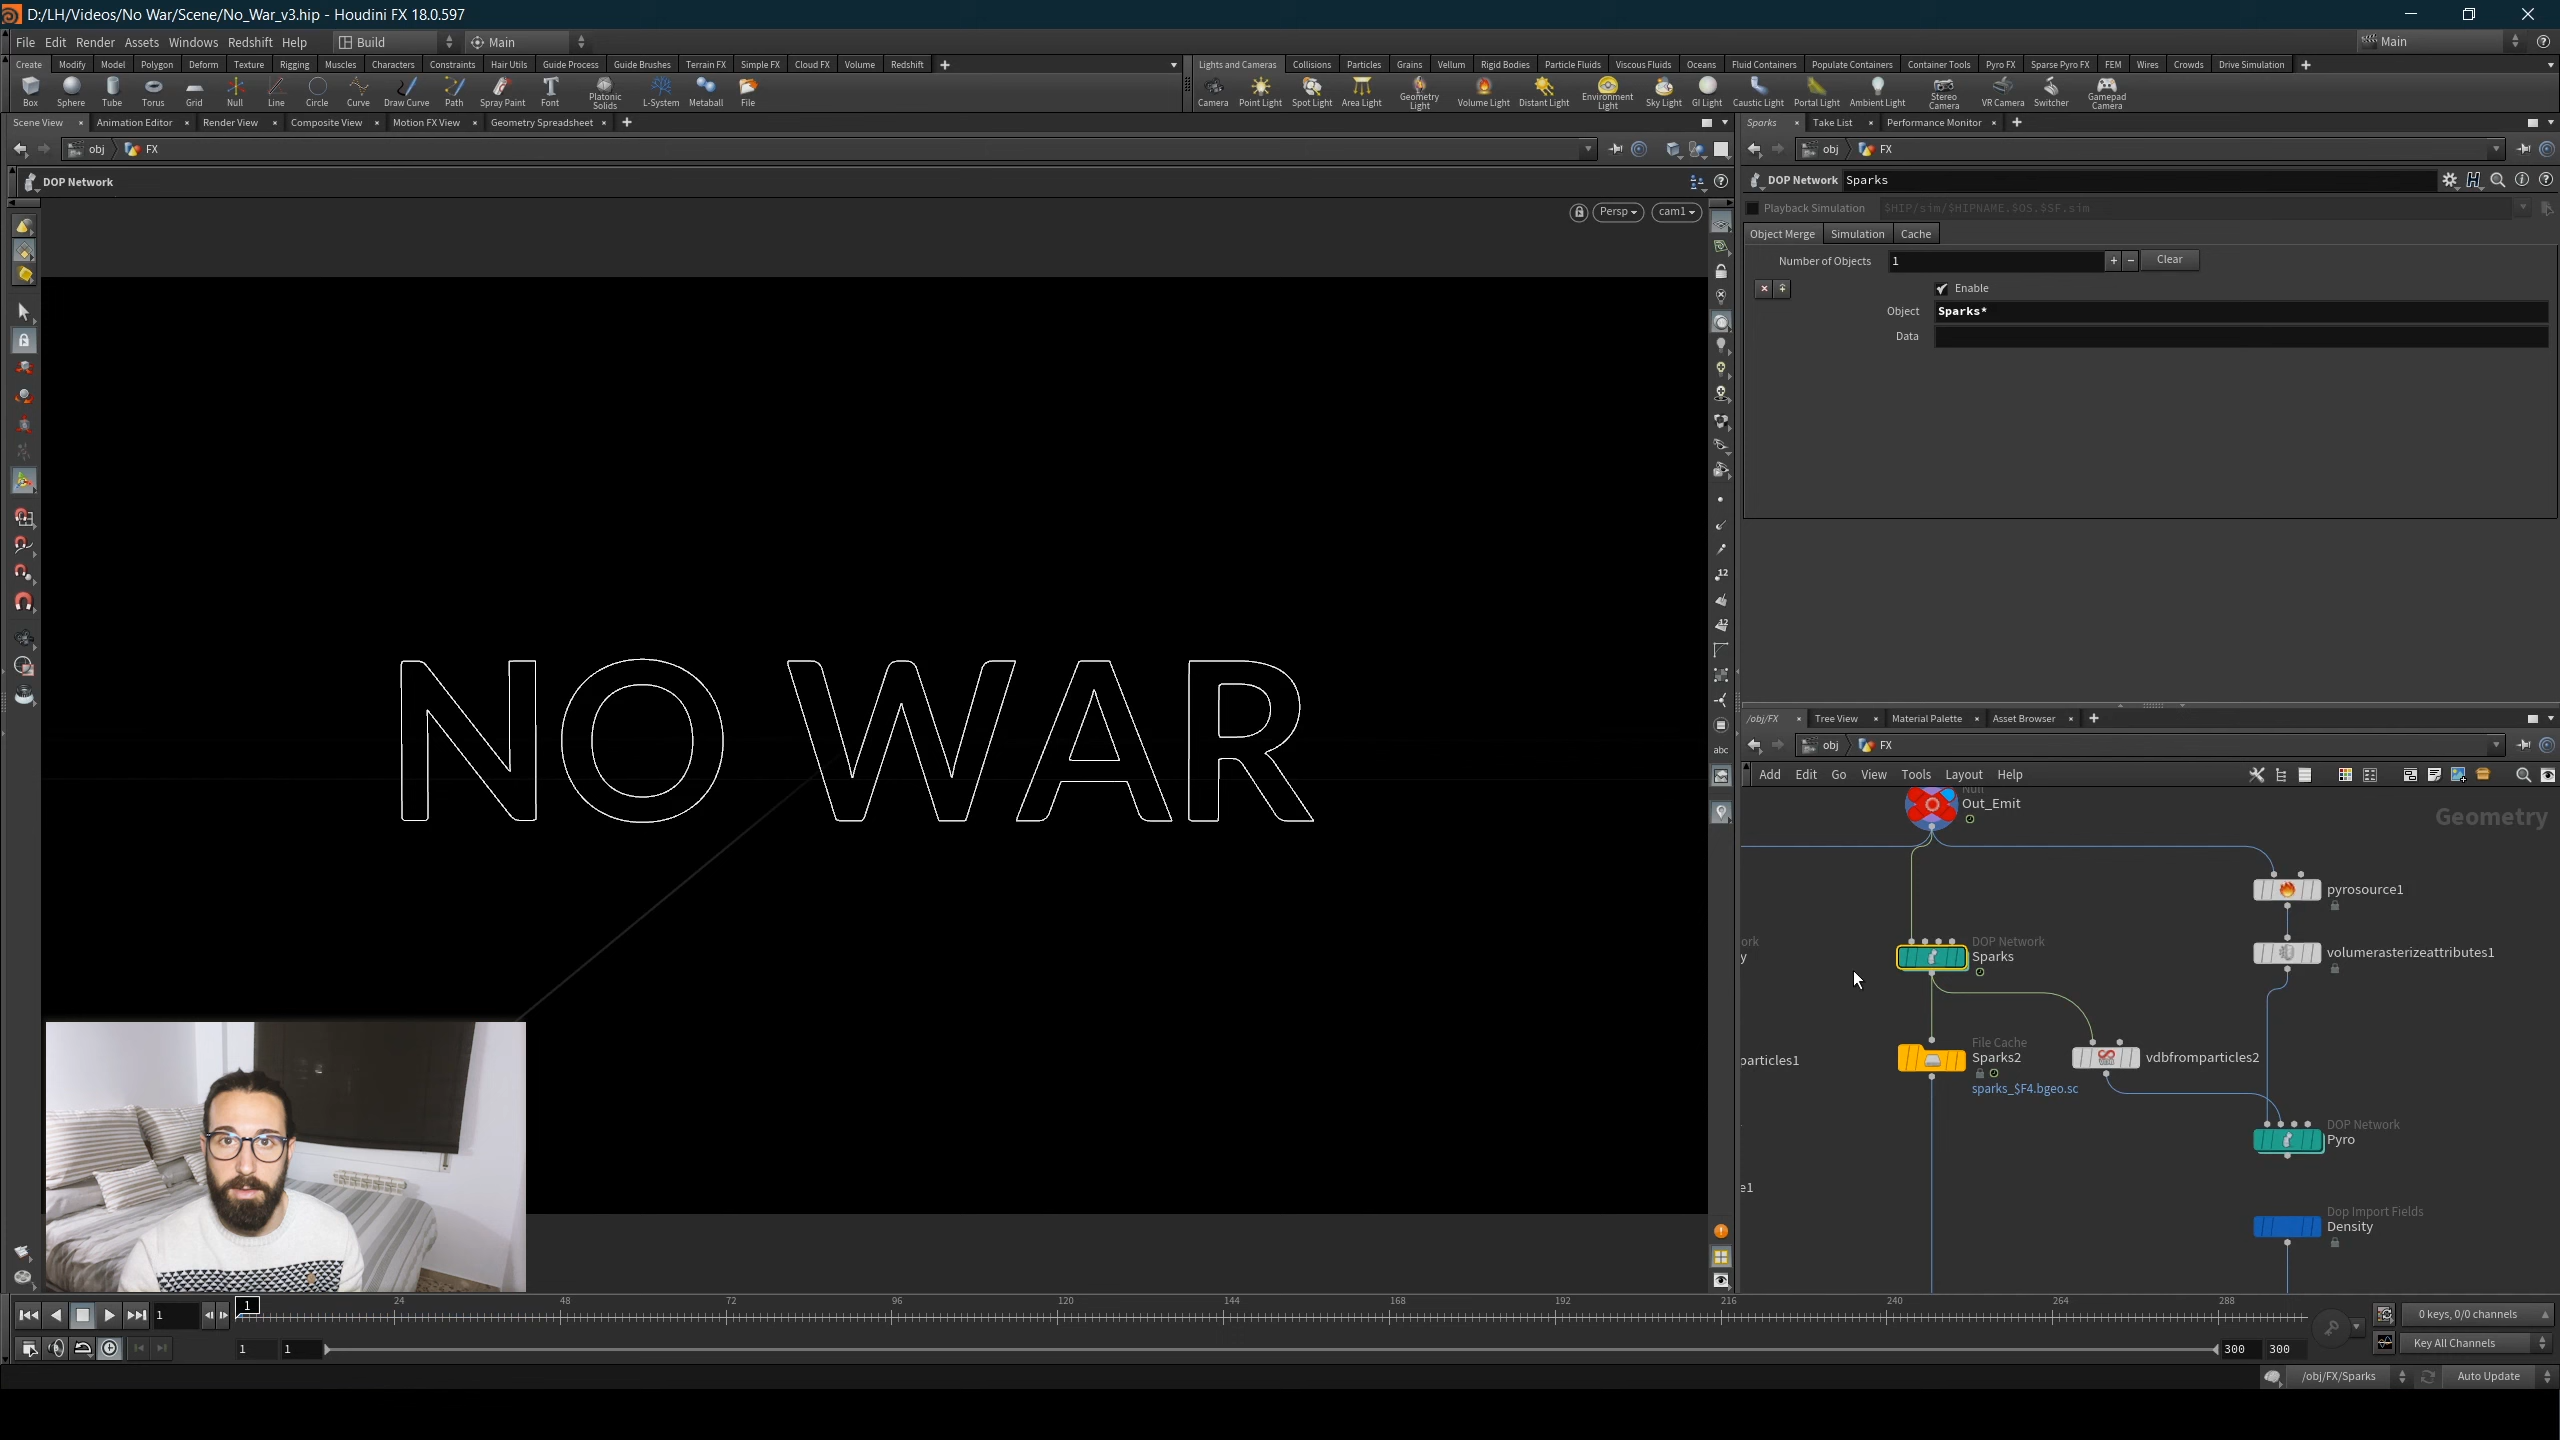 D:/LH/Videos/No War/Scene/No_War_v3.hip - Houdini FX 18.0.597
File Edit Render Assets Windows Redshift Help Build Main Main
Create Modify Model Polygon Deform Texture Rigging Muscles Characters Constraints Hair Utils Guide Process Guide Brushes Terrain FX Simple FX Cloud FX Volume Redshift
Lights and Cameras Collisions Particles Grains Vellum Rigid Bodies Particle Fluids Viscous Fluids Oceans Fluid Containers Populate Containers Container Tools Pyro FX Sparse Pyro FX FEM Wires Crowds Drive Simulation
Box Sphere Tube Torus Grid Null Line Circle Curve Draw Curve Path Spray Paint Font Platonic Solids L-System Metaball File
Camera Point Light Spot Light Area Light Geometry Light Volume Light Distant Light Environment Light Sky Light GI Light Caustic Light Portal Light Ambient Light Stereo Camera VR Camera Switcher Gamepad Camera
Scene View Animation Editor Render View Composite View Motion FX View Geometry Spreadsheet
Sparks Take List Performance Monitor
obj FX
obj FX
DOP Network
DOP Network Sparks
Playback Simulation $HIP/sim/$HIPNAME.$OS.$SF.sim
Persp cam1
Object Merge Simulation Cache
Number of Objects 1 Clear
Enable
Object Sparks*
Data
NO WAR
12
12
abc
/obj/FX Tree View Material Palette Asset Browser
obj FX
Add Edit Go View Tools Layout Help
Null
Out_Emit
Geometry
pyrosource1
ork
y
DOP Network
Sparks
volumerasterizeattributes1
File Cache
Sparks2
sparks_$F4.bgeo.sc
vdbfromparticles2
particles1
DOP Network
Pyro
e1
Dop Import Fields
Density
1 1 24 48 72 96 120 144 168 192 216 240 264 288
0 keys, 0/0 channels
1 1 300 300
Key All Channels
/obj/FX/Sparks Auto Update